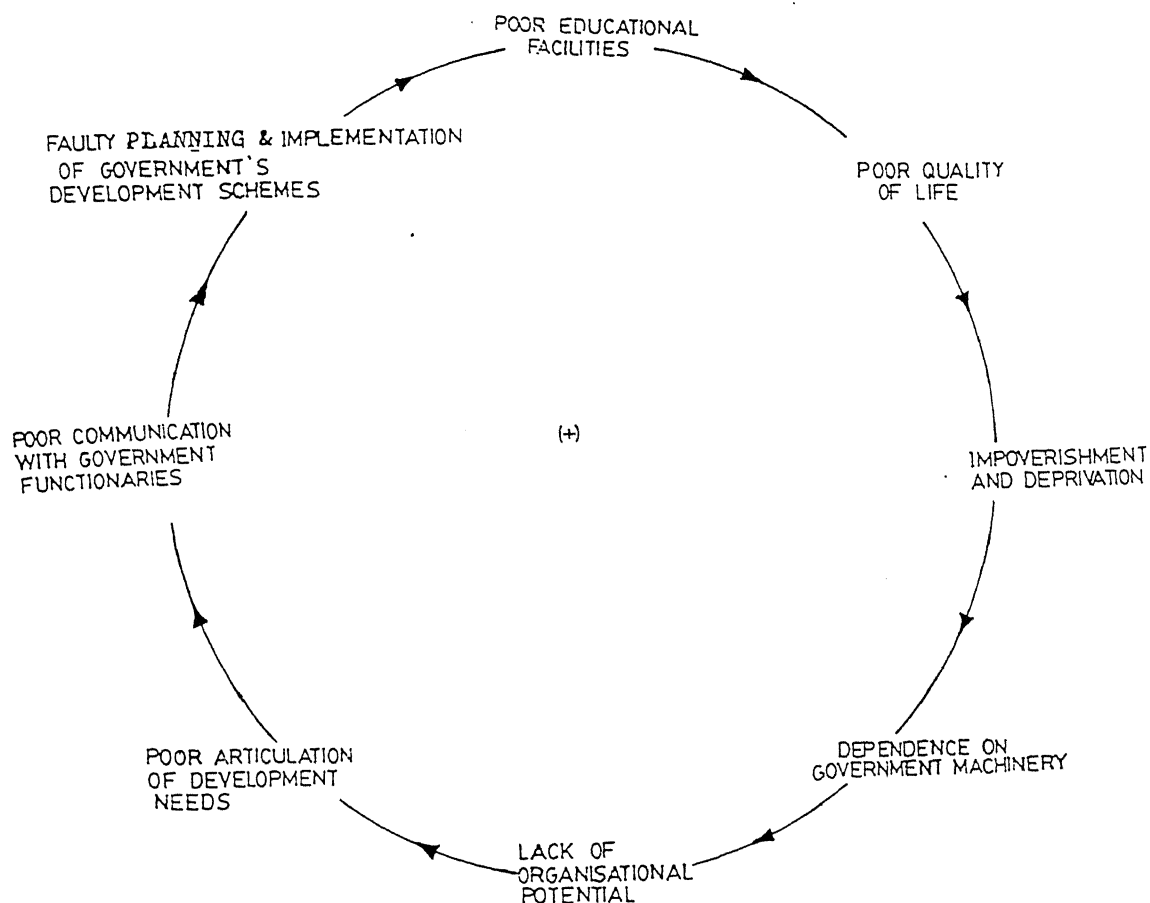 POOR EDUCATIONAL
FACILITIES
FAULTY PLANNING & IMPLEMENTATION
OF GOVERNMENT'S
DEVELOPMENT SCHEMES
POOR QUALITY
OF LIFE
POOR COMMUNICATION
WITH GOVERNMENT
FUNCTIONARIES
(+)
IMPOVERISHMENT
AND DEPRIVATION
POOR ARTICULATION
OF DEVELOPMENT
NEEDS
DEPENDENCE ON
GOVERNMENT MACHINERY
LACK OF
ORGANISATIONAL
POTENTIAL